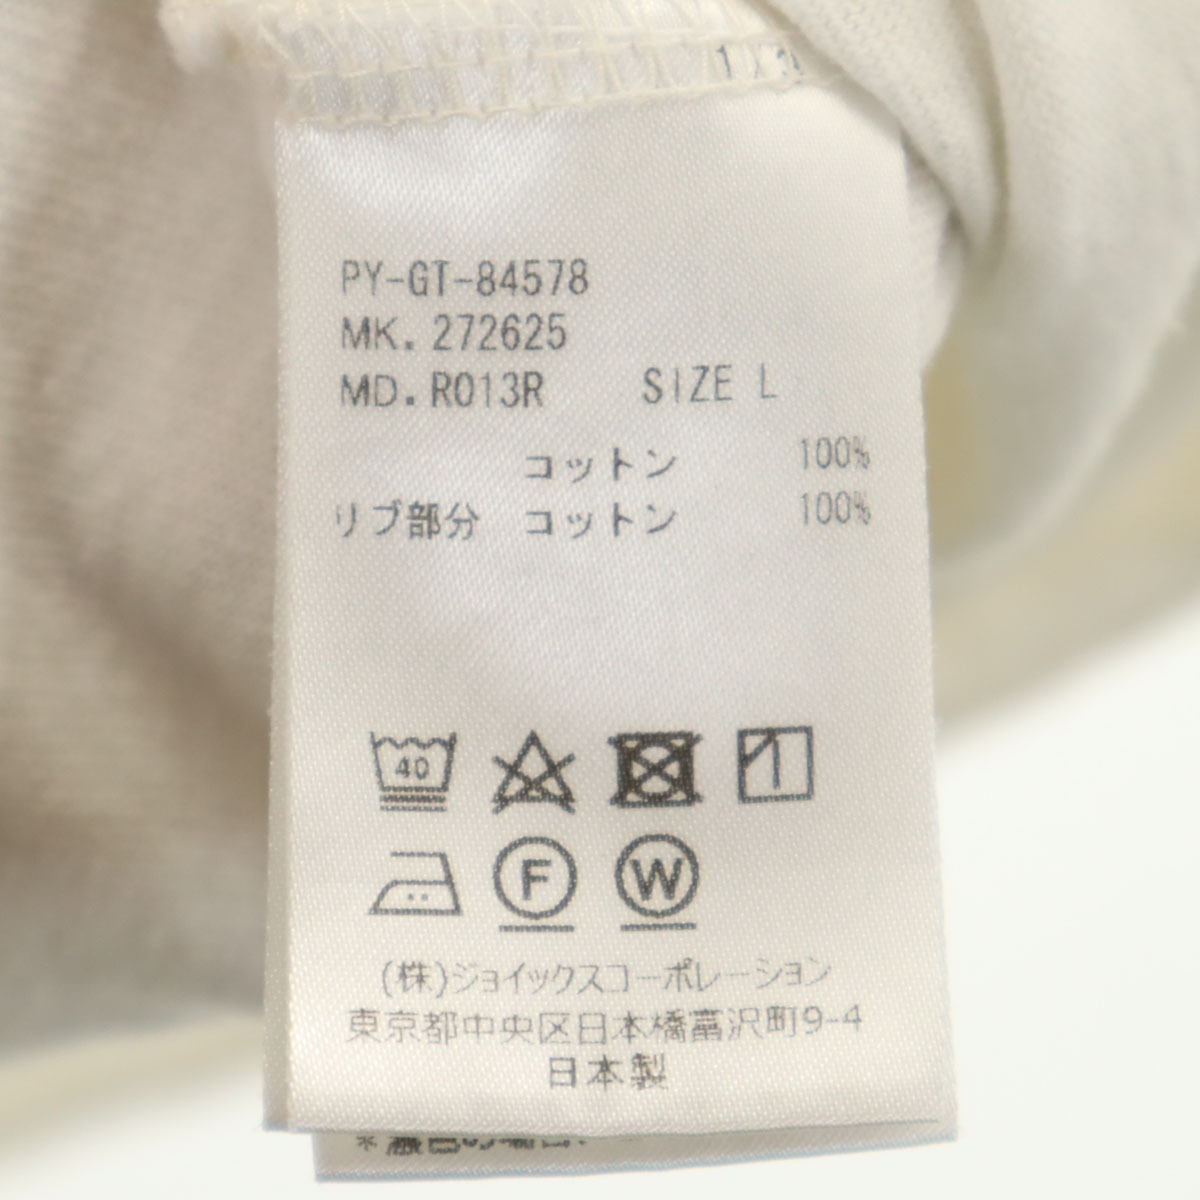 PY-GT-84578
MK. 272625
MD. R013R SIZE L
コットン 100%
リブ部分 コットン 100%
40
F W
(株)ジョイックスコーポレーション
東京都中央区日本橋富沢町9-4
日本製